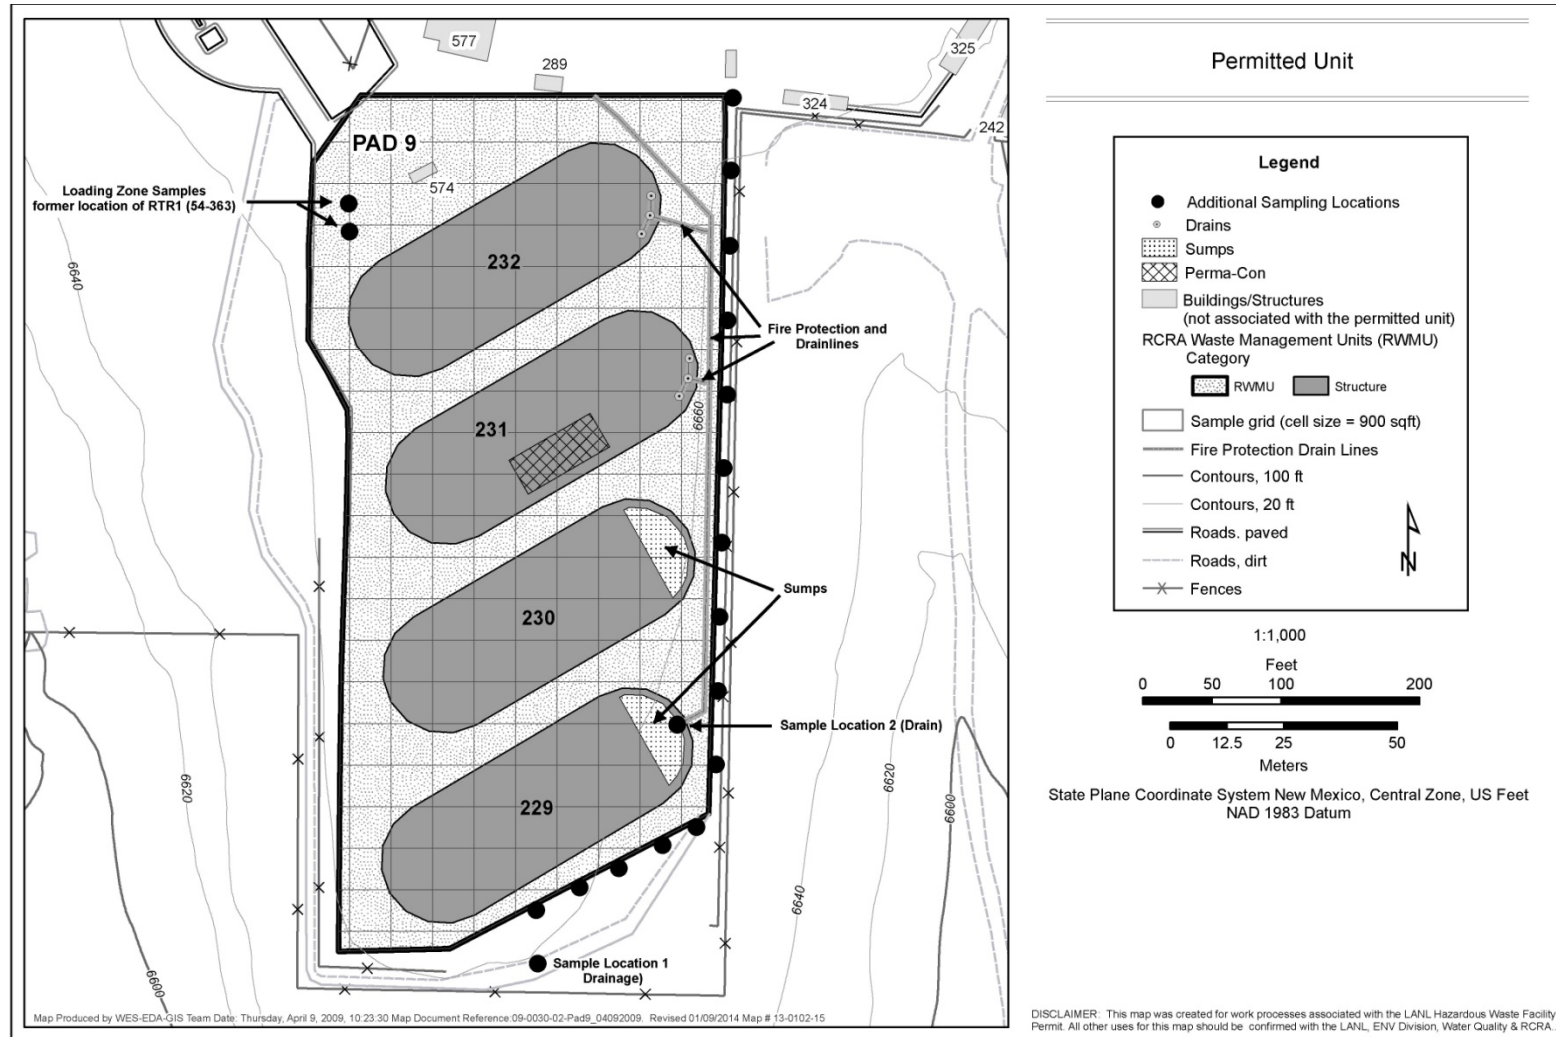 577
289
325
324
242
PAD 9
574
Loading Zone Samples
former location of RTR1 (54-363)
6640
232
Fire Protection and
Drainlines
231
6660
230
Sumps
Sample Location 2 (Drain)
229
6620
6620
6600
6640
6600
Sample Location 1
Drainage)
Map Produced by WES-EDA-GIS Team Date: Thursday, April 9, 2009, 10:23:30 Map Document Reference:09-0030-02-Pad9_04092009. Revised 01/09/2014 Map # 13-0102-15
Permitted Unit
Legend
Additional Sampling Locations
Drains
Sumps
Perma-Con
Buildings/Structures
(not associated with the permitted unit)
RCRA Waste Management Units (RWMU)
Category
RWMU
Structure
Sample grid (cell size = 900 sqft)
Fire Protection Drain Lines
Contours, 100 ft
Contours, 20 ft
Roads. paved
Roads, dirt
Fences
N
1:1,000
Feet
0 50 100 200
0 12.5 25 50
Meters
State Plane Coordinate System New Mexico, Central Zone, US Feet
NAD 1983 Datum
DISCLAIMER: This map was created for work processes associated with the LANL Hazardous Waste Facility
Permit. All other uses for this map should be confirmed with the LANL, ENV Division, Water Quality & RCRA.